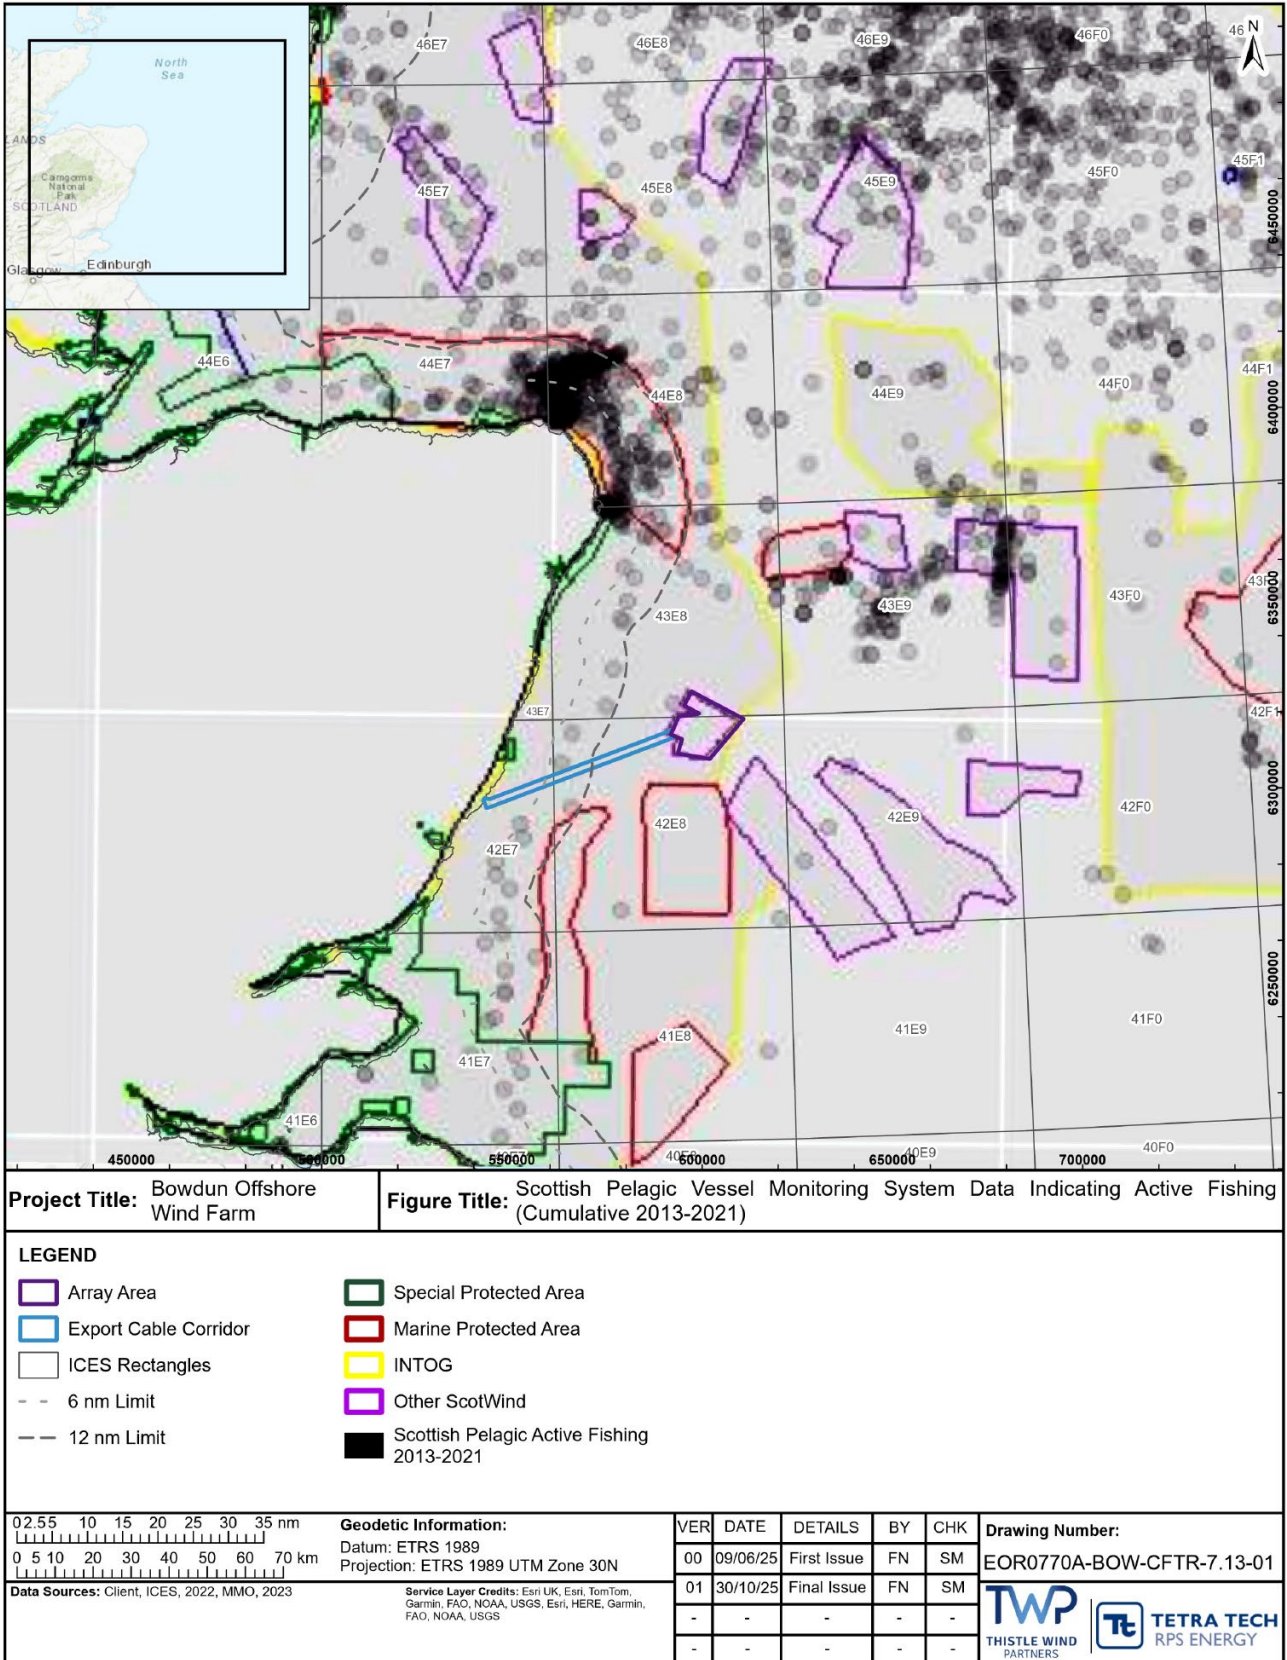 46E7
46E8
46E9
46F0
46
N
North
Sea
LANDS
Cairngorms
National
Park
SCOTLAND
Glasgow
Edinburgh
45E7
45E8
45E9
45F0
45F1
6450000
44E6
44E7
44E8
44E9
44F0
44F1
6400000
43E7
43E8
43E9
43F0
6350000
42F1
42E7
42E8
42E9
42F0
6300000
6250000
41E6
41E7
41E8
41E9
41F0
40E9
40F0
450000
500000
550000
600000
650000
700000
Project Title: Bowdun Offshore
Wind Farm
Figure Title: Scottish Pelagic Vessel Monitoring System Data Indicating Active Fishing
(Cumulative 2013-2021)
LEGEND
Array Area
Export Cable Corridor
ICES Rectangles
6 nm Limit
12 nm Limit
Special Protected Area
Marine Protected Area
INTOG
Other ScotWind
Scottish Pelagic Active Fishing
2013-2021
0 2.5 5 10 15 20 25 30 35 nm
0 5 10 20 30 40 50 60 70 km
Geodetic Information:
Datum: ETRS 1989
Projection: ETRS 1989 UTM Zone 30N
Data Sources: Client, ICES, 2022, MMO, 2023
Service Layer Credits: Esri UK, Esri, TomTom,
Garmin, FAO, NOAA, USGS, Esri, HERE, Garmin,
FAO, NOAA, USGS
VER DATE DETAILS BY CHK
00 09/06/25 First Issue FN SM
01 30/10/25 Final Issue FN SM
- - - - -
- - - - -
Drawing Number:
EOR0770A-BOW-CFTR-7.13-01
TWP
THISTLE WIND
PARTNERS
Tt
TETRA TECH
RPS ENERGY